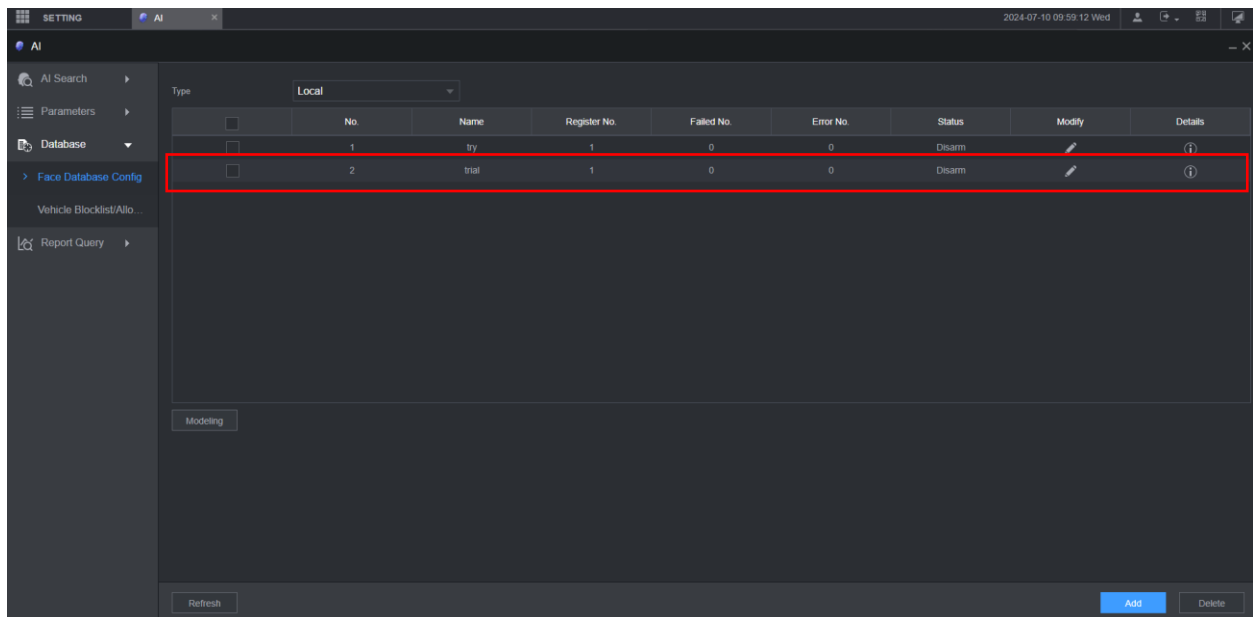 SETTING AI × 2024-07-10 09:59:12 Wed
AI
AI Search
Parameters
Database
Face Database Config
Vehicle Blocklist/Allo...
Report Query
Type Local
No. Name Register No. Failed No. Error No. Status Modify Details
1 try 1 0 0 Disarm
2 trial 1 0 0 Disarm
Modeling
Refresh Add Delete